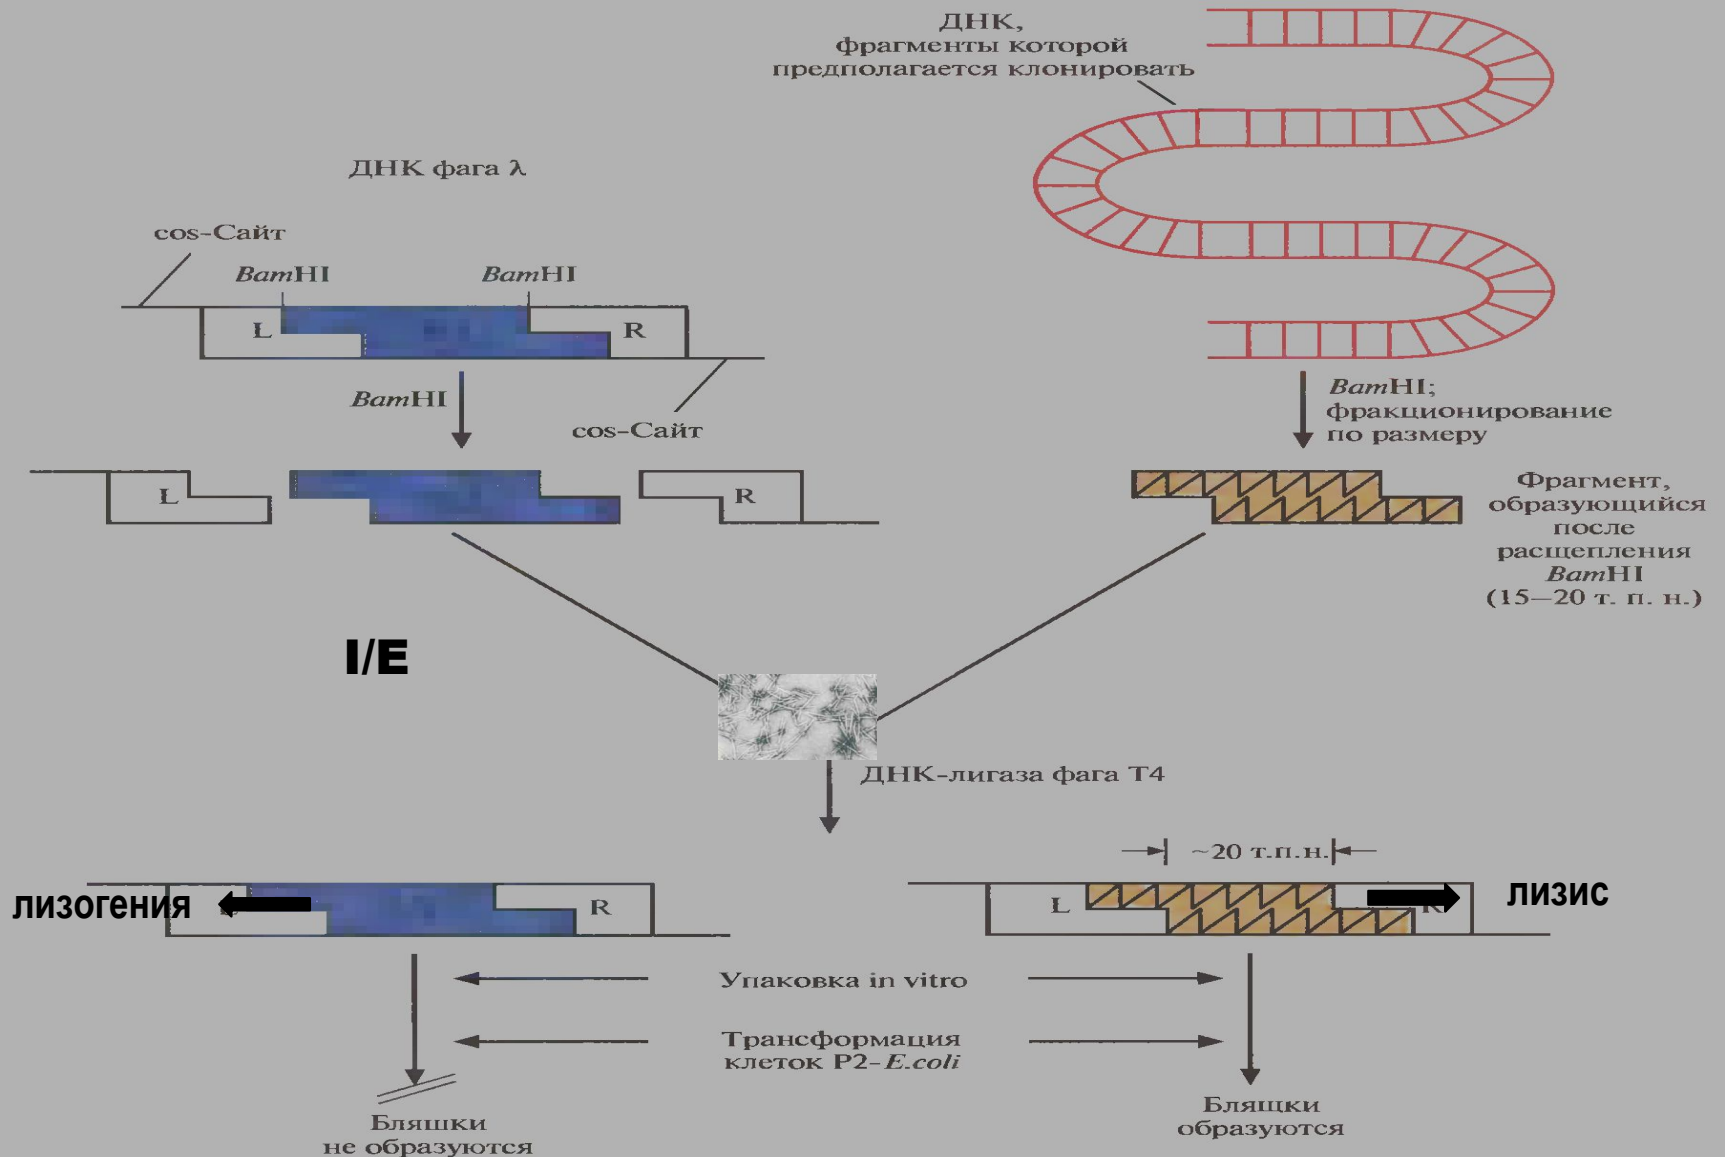 ДНК,
фрагменты которой
предполагается клонировать
ДНК фага λ
cos-Сайт
BamHI
BamHI
L
R
BamHI
cos-Сайт
BamHI;
фракционирование
по размеру
L
R
Фрагмент,
образующийся
после
расщепления
BamHI
(15—20 т. п. н.)
I/E
ДНК-лигаза фага T4
~20 т.п.н.
лизогения
R
L
R
лизис
Упаковка in vitro
Трансформация
клеток P2-E.coli
Бляшки
не образуются
Бляшки
образуются